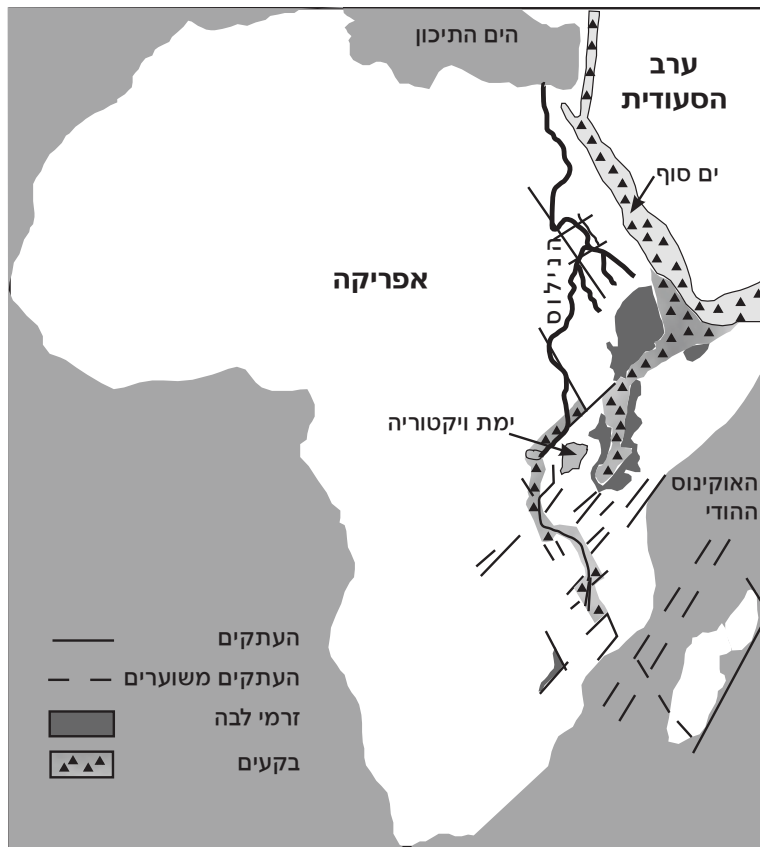 הים התיכון
ערב
הסעודית
ים סוף
הנילוס
אפריקה
ימת ויקטוריה
האוקינוס
ההודי
העתקים
העתקים משוערים
זרמי לבה
בקעים